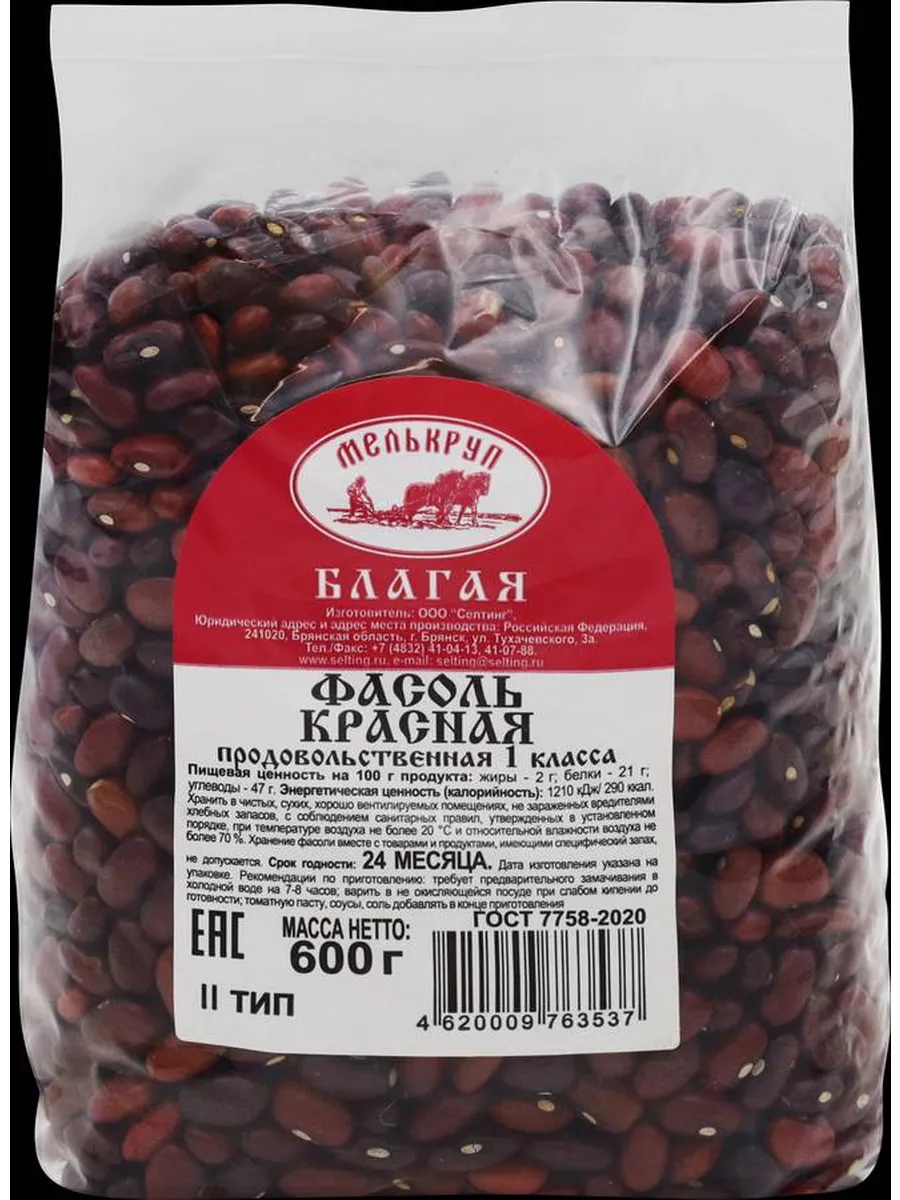 МЕЛЬКРУП
БЛАГАЯ
Изготовитель: ООО "Селтинг",
Юридический адрес и адрес места производства: Российская Федерация,
241020, Брянская область, г. Брянск, ул. Тухачевского, 3а.
Тел./Факс: +7 (4832) 41-04-13, 41-07-88.
www.selting.ru, e-mail: selting@selting.ru
ФАСОЛЬ
КРАСНАЯ
продовольственная 1 класса
Пищевая ценность на 100 г продукта: жиры - 2 г; белки - 21 г;
углеводы - 47 г. Энергетическая ценность (калорийность): 1210 кДж/ 290 ккал.
Хранить в чистых, сухих, хорошо вентилируемых помещениях, не зараженных вредителями
хлебных запасов, с соблюдением санитарных правил, утвержденных в установленном
порядке, при температуре воздуха не более 20 °С и относительной влажности воздуха не
более 70 %. Хранение фасоли вместе с товарами и продуктами, имеющими специфический запах,
не допускается. Срок годности: 24 МЕСЯЦА. Дата изготовления указана на
упаковке. Рекомендации по приготовлению: требует предварительного замачивания в
холодной воде на 7-8 часов; варить в не окисляющейся посуде при слабом кипении до
готовности; томатную пасту, соусы, соль добавлять в конце приготовления
ГОСТ 7758-2020
ЕАС
МАССА НЕТТО:
600 г
II ТИП
4 620009 763537